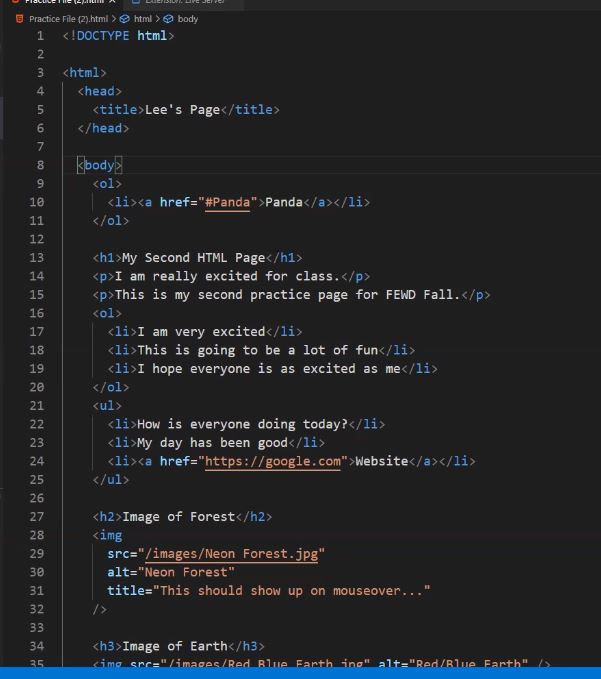 Practice File (2).html × Extension: Live Server
Practice File (2).html > html > body
1 <!DOCTYPE html>
2
3 <html>
4 <head>
5 <title>Lee's Page</title>
6 </head>
7
8 <body>
9 <ol>
10 <li><a href="#Panda">Panda</a></li>
11 </ol>
12
13 <h1>My Second HTML Page</h1>
14 <p>I am really excited for class.</p>
15 <p>This is my second practice page for FEWD Fall.</p>
16 <ol>
17 <li>I am very excited</li>
18 <li>This is going to be a lot of fun</li>
19 <li>I hope everyone is as excited as me</li>
20 </ol>
21 <ul>
22 <li>How is everyone doing today?</li>
23 <li>My day has been good</li>
24 <li><a href="https://google.com">Website</a></li>
25 </ul>
26
27 <h2>Image of Forest</h2>
28 <img
29 src="/images/Neon Forest.jpg"
30 alt="Neon Forest"
31 title="This should show up on mouseover..."
32 />
33
34 <h3>Image of Earth</h3>
35 <img src="/images/Red Blue Earth.jpg" alt="Red/Blue Earth" />